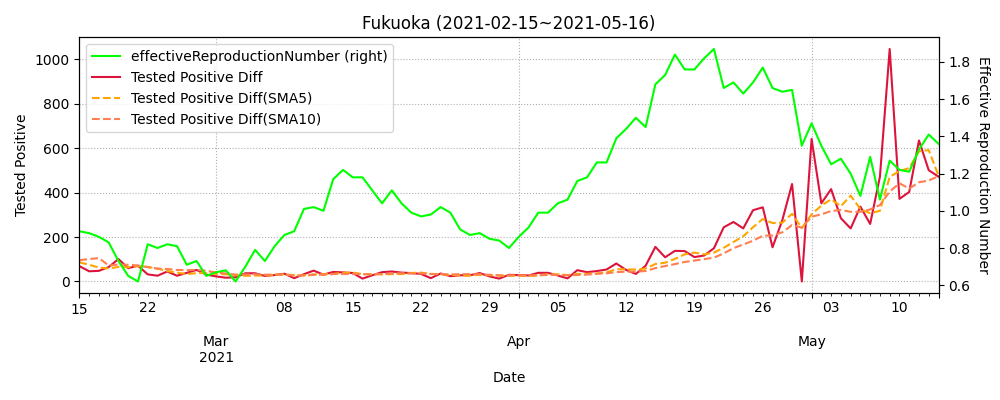 Fukuoka (2021-02-15~2021-05-16)
effectiveReproductionNumber (right)
Tested Positive Diff
Tested Positive Diff(SMA5)
Tested Positive Diff(SMA10)
Tested Positive
1000
800
600
400
200
0
Effective Reproduction Number
1.8
1.6
1.4
1.2
1.0
0.8
0.6
15 22 08 15 22 29 05 12 19 26 03 10
Mar Apr May
2021
Date